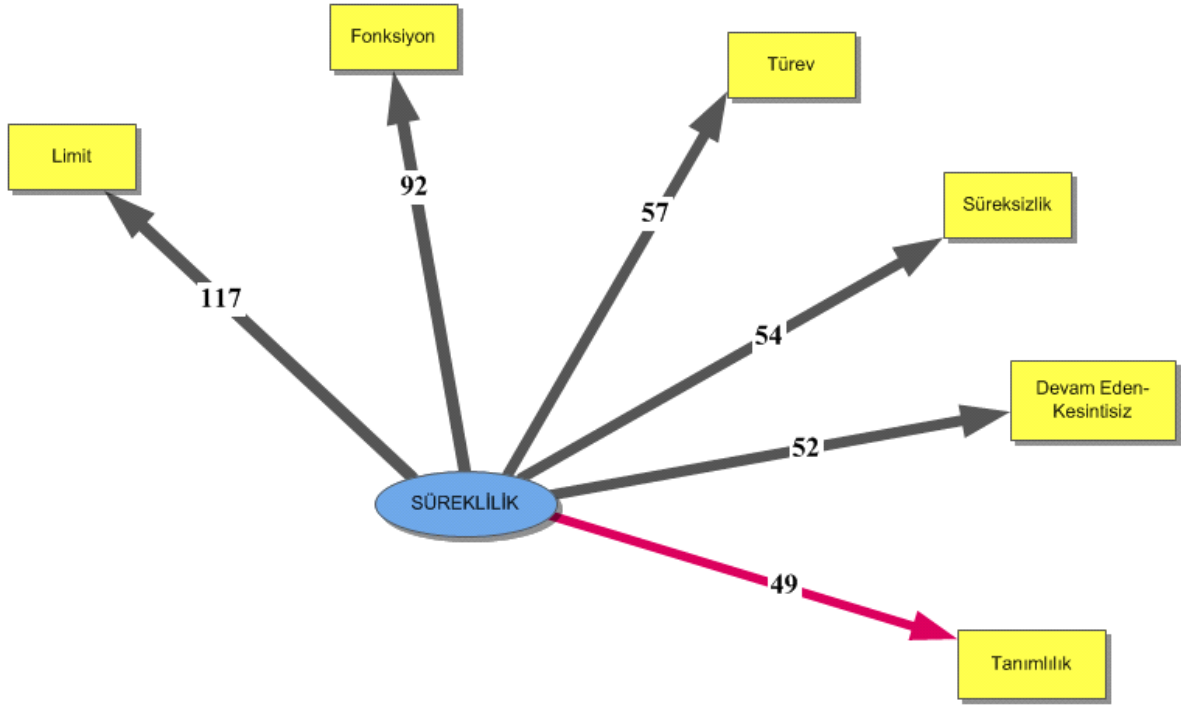 Fonksiyon
Türev
Limit
92
Süreksizlik
57
117
54
Devam Eden-
Kesintisiz
52
SÜREKLİLİK
49
Tanımlılık